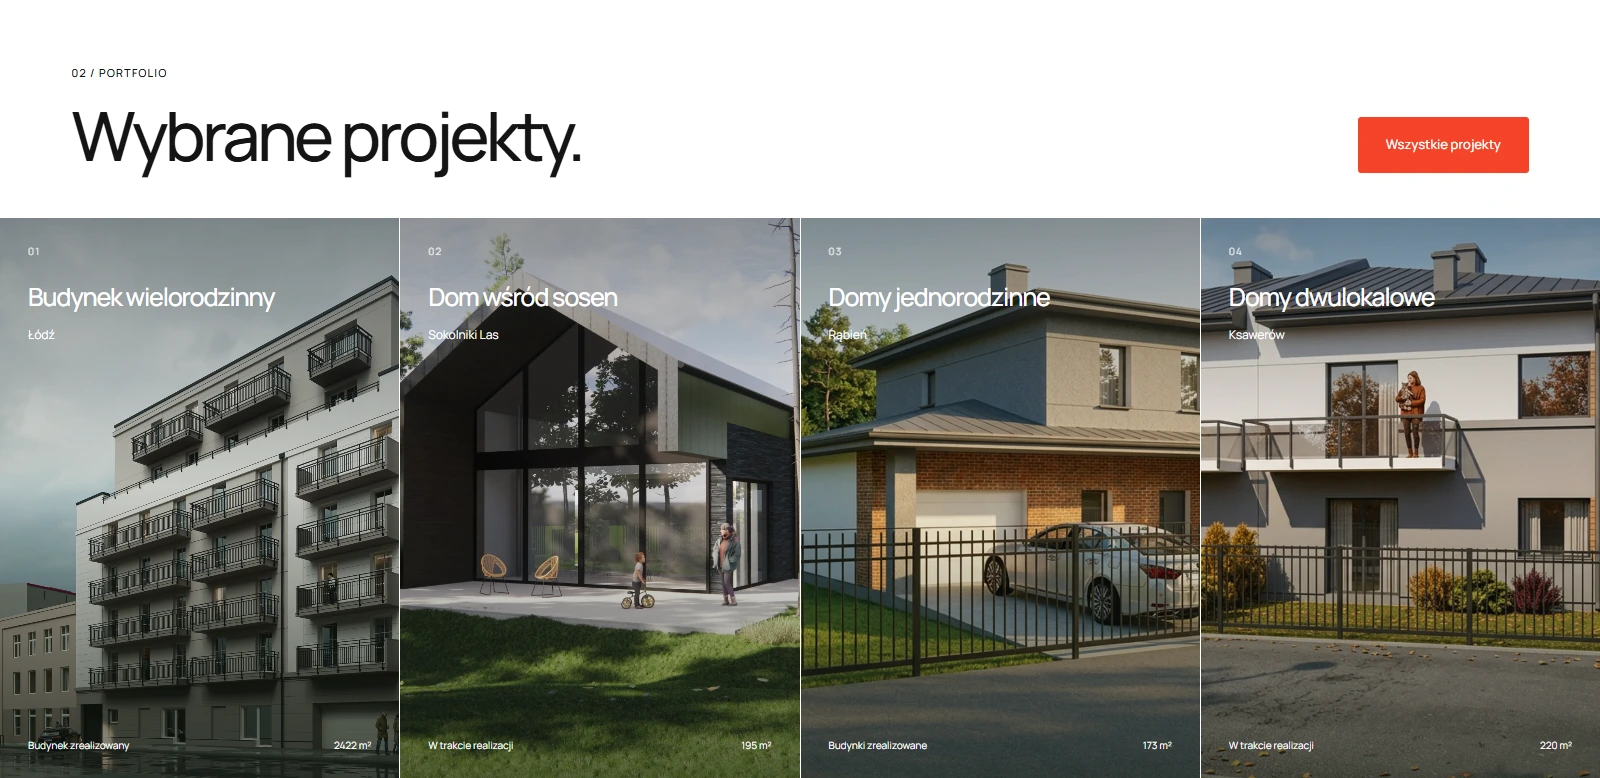 02 / PORTFOLIO
Wybrane projekty.
Wszystkie projekty
01
Budynek wielorodzinny
Łódź
Budynek zrealizowany
2422 m²
02
Dom wśród sosen
Sokolniki Las
W trakcie realizacji
195 m²
03
Domy jednorodzinne
Rąbień
Budynki zrealizowane
173 m²
04
Domy dwulokalowe
Ksawerów
W trakcie realizacji
220 m²